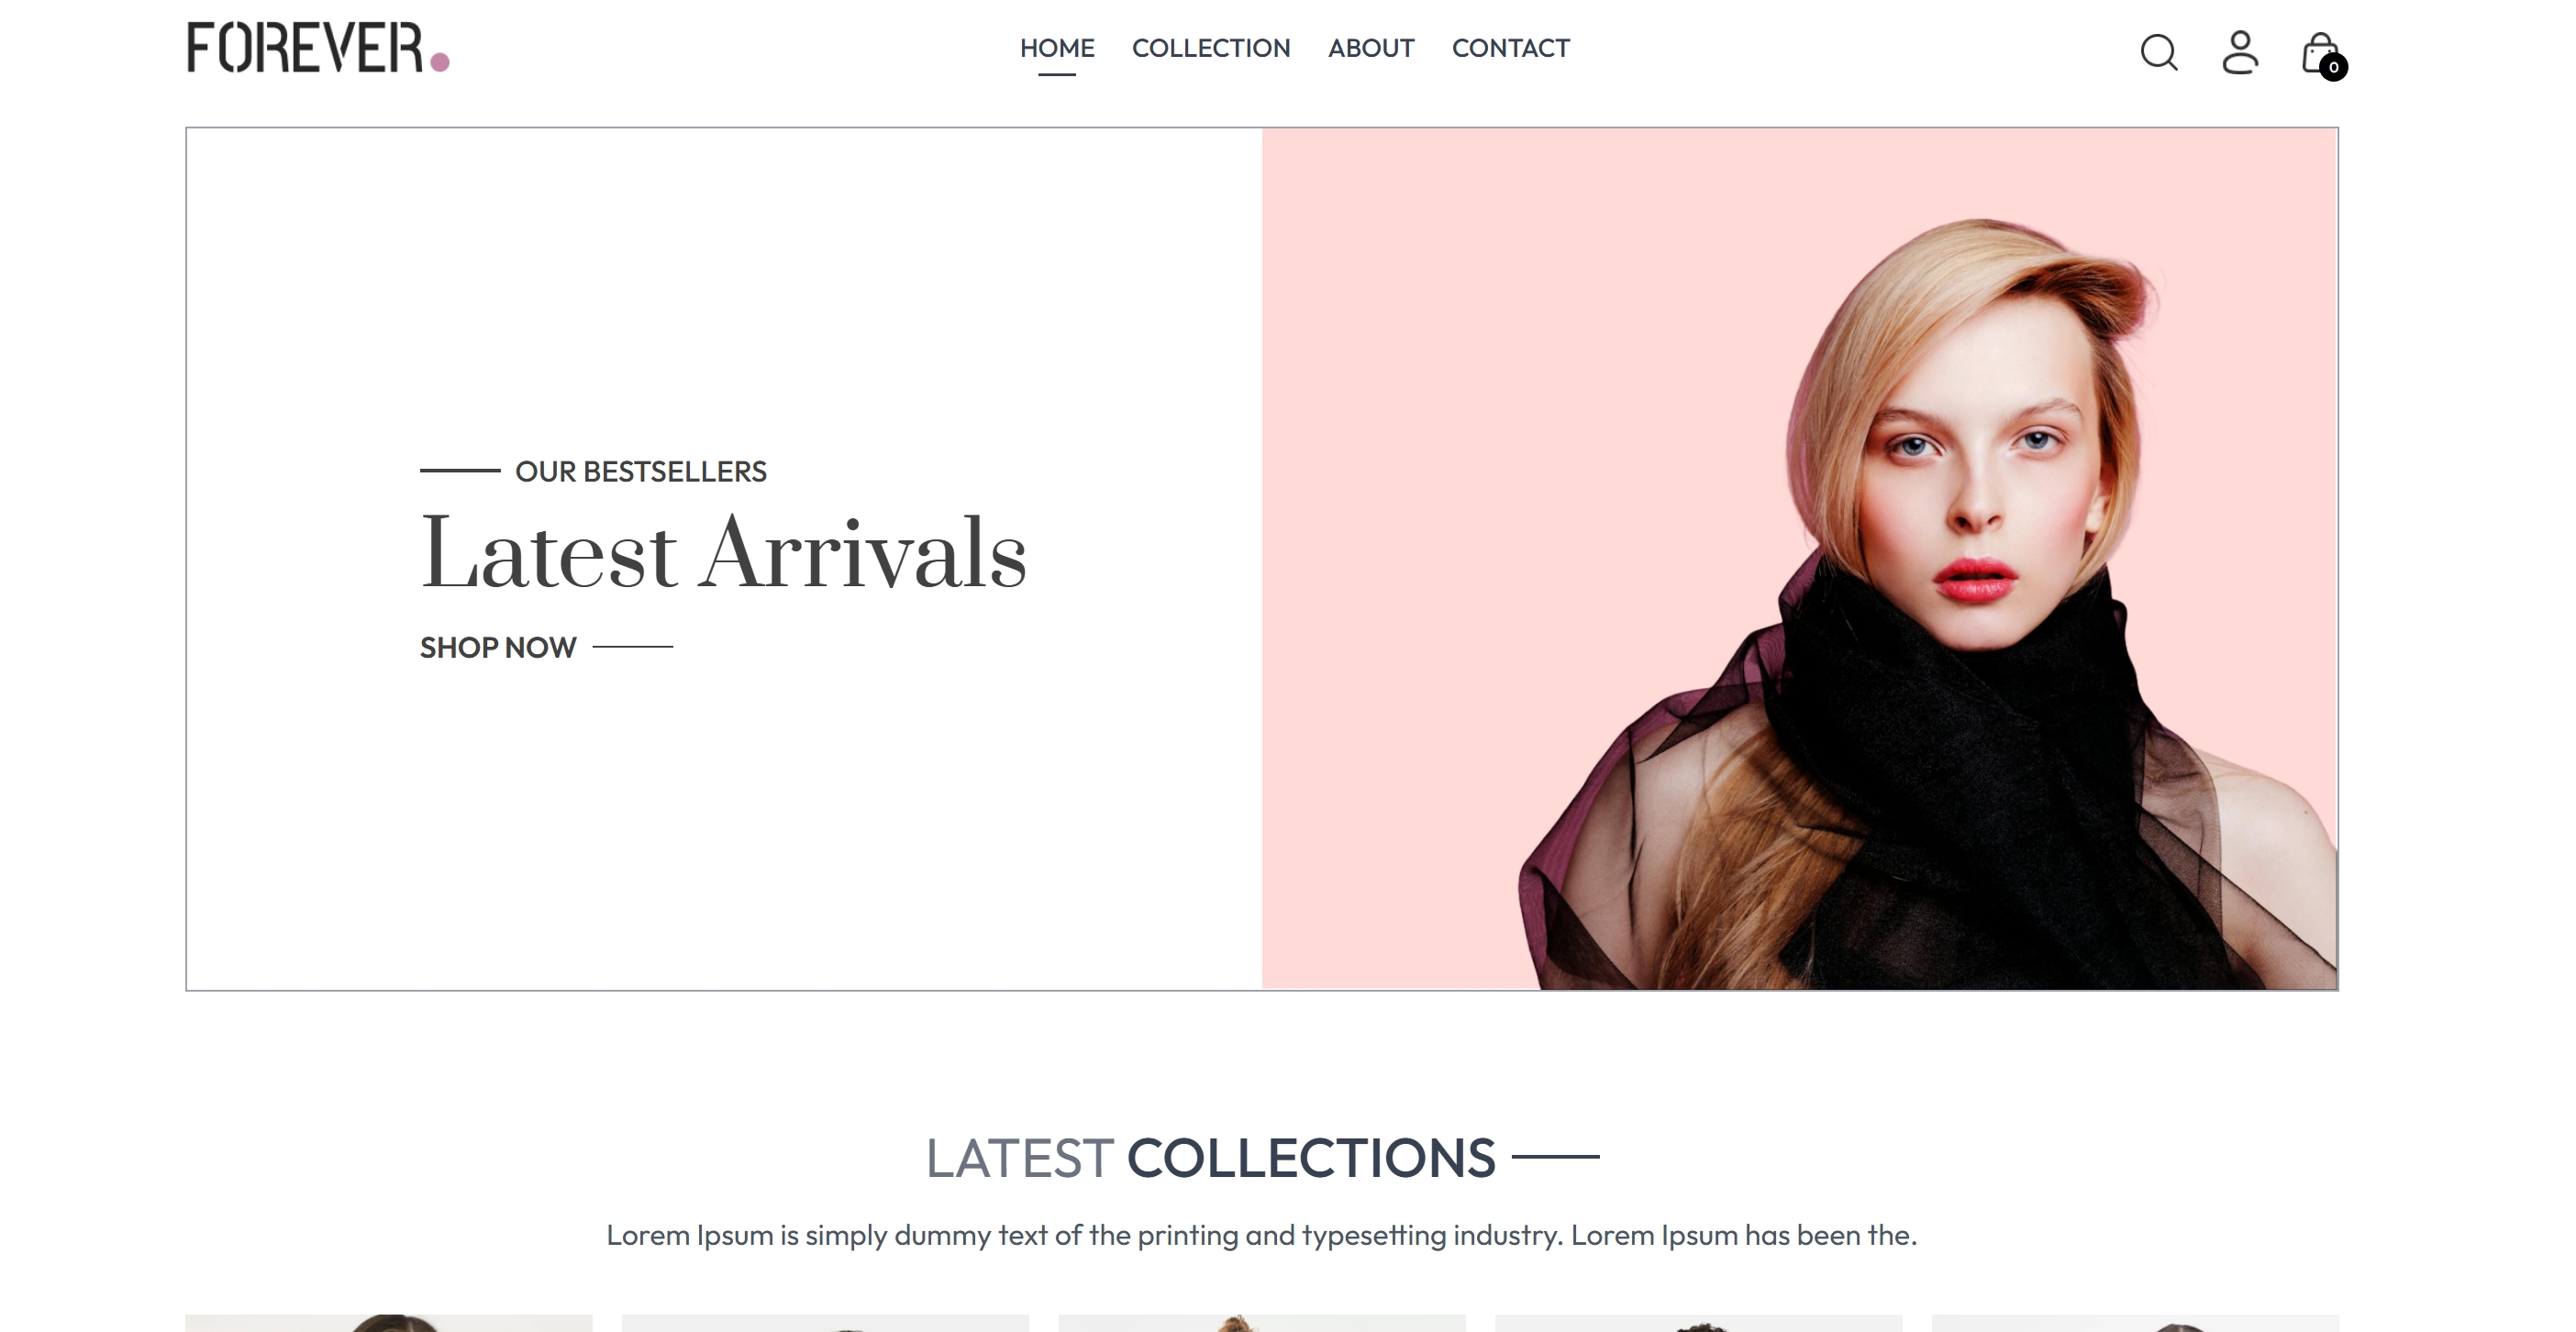 FOREVER.
HOME COLLECTION ABOUT CONTACT
0
OUR BESTSELLERS
Latest Arrivals
SHOP NOW
LATEST COLLECTIONS
Lorem Ipsum is simply dummy text of the printing and typesetting industry. Lorem Ipsum has been the.